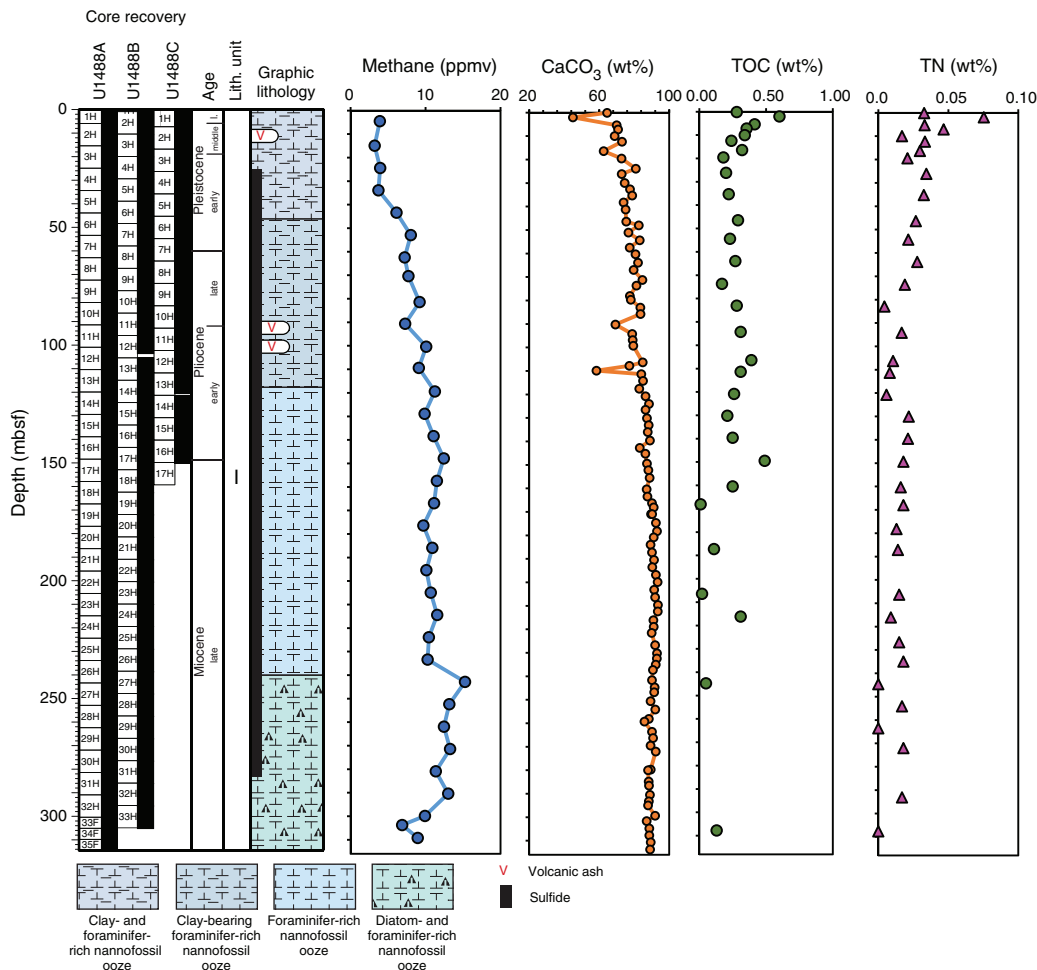 Core recovery
U1488A
U1488B
U1488C
Age
Lith. unit
Graphic
lithology
Methane (ppmv)
CaCO3 (wt%)
TOC (wt%)
TN (wt%)
0 10 20
20 60 100
0.00 0.50 1.00
0.0 0.05 0.10
Depth (mbsf)
0
50
100
150
200
250
300
1H
2H
3H
4H
5H
6H
7H
8H
9H
10H
11H
12H
13H
14H
15H
16H
17H
18H
19H
20H
21H
22H
23H
24H
25H
26H
27H
28H
29H
30H
31H
32H
33F
34F
35F
2H
3H
4H
5H
6H
7H
8H
9H
10H
11H
12H
13H
14H
15H
16H
17H
18H
19H
20H
21H
22H
23H
24H
25H
26H
27H
28H
29H
30H
31H
32H
33H
1H
2H
3H
4H
5H
6H
7H
8H
9H
10H
11H
12H
13H
14H
15H
16H
17H
Pleistocene
l.
middle
early
Pliocene
late
early
Miocene
late
I
V
V
V
Clay- and
foraminifer-
rich nannofossil
ooze
Clay-bearing
foraminifer-rich
nannofossil
ooze
Foraminifer-rich
nannofossil
ooze
Diatom- and
foraminifer-rich
nannofossil
ooze
V Volcanic ash
Sulfide